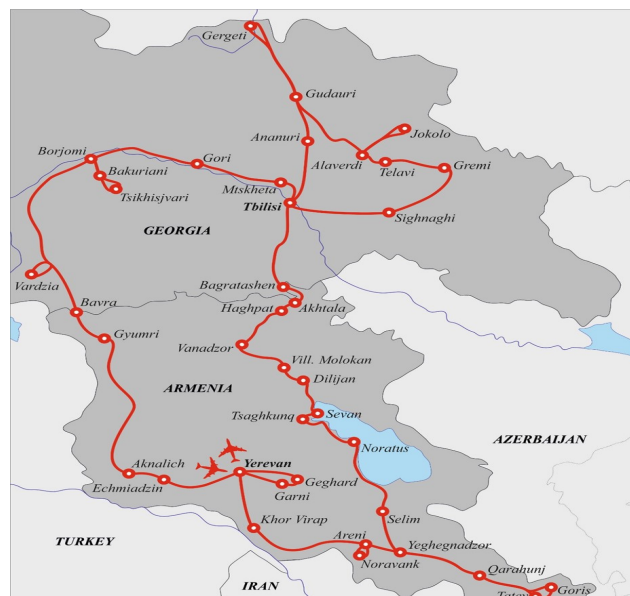 Gergeti
Gudauri
Jokolo
Ananuri
Borjomi
Alaverdi
Telavi
Gremi
Bakuriani
Gori
Mtskheta
Tsikhisjvari
Tbilisi
Sighnaghi
GEORGIA
Vardzia
Bagratashen
Bavra
Haghpat
Akhtala
Gyumri
Vanadzor
Vill. Molokan
Dilijan
ARMENIA
Tsaghkunq
Sevan
Noratus
AZERBAIJAN
Aknalich
Yerevan
Echmiadzin
Geghard
Garni
Khor Virap
Selim
TURKEY
Areni
Yeghegnadzor
Noravank
Qarahunj
IRAN
Goris